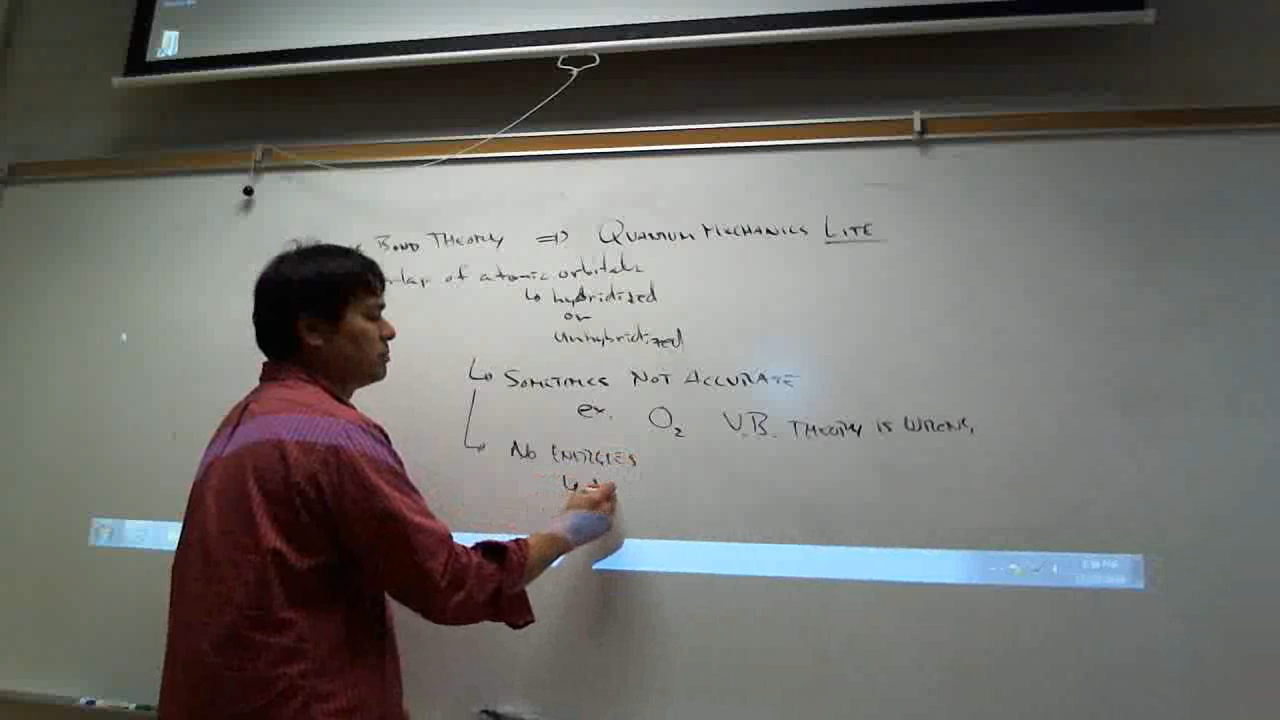 BOND THEORY ⇒ QUANTUM MECHANICS LITE
of atomic orbitals
↳ hybridized
or
unhybridized
↳ SOMETIMES NOT ACCURATE
ex. O₂ V.B. THEORY IS WRONG.
↳ NO ENERGIES
↳